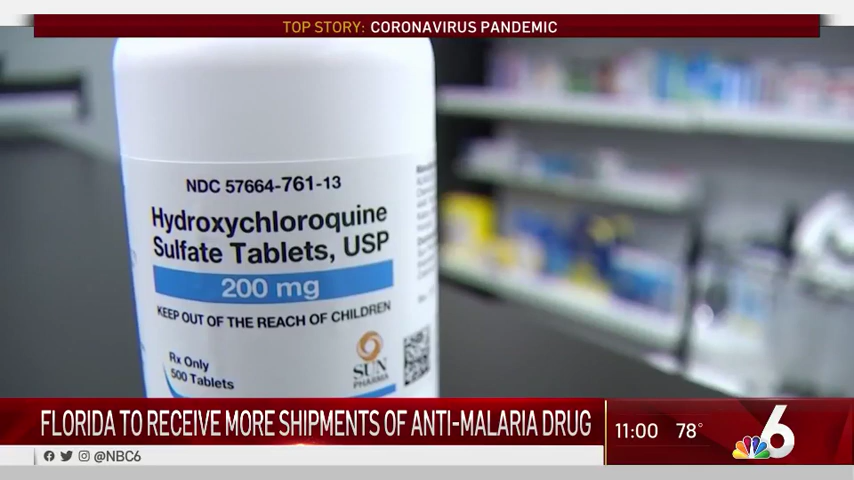 TOP STORY: CORONAVIRUS PANDEMIC
NDC 57664-761-13
Hydroxychloroquine
Sulfate Tablets, USP
200 mg
KEEP OUT OF THE REACH OF CHILDREN
Rx Only
500 Tablets
SUN
PHARMA
FLORIDA TO RECEIVE MORE SHIPMENTS OF ANTI-MALARIA DRUG
11:00 78°
6
@NBC6